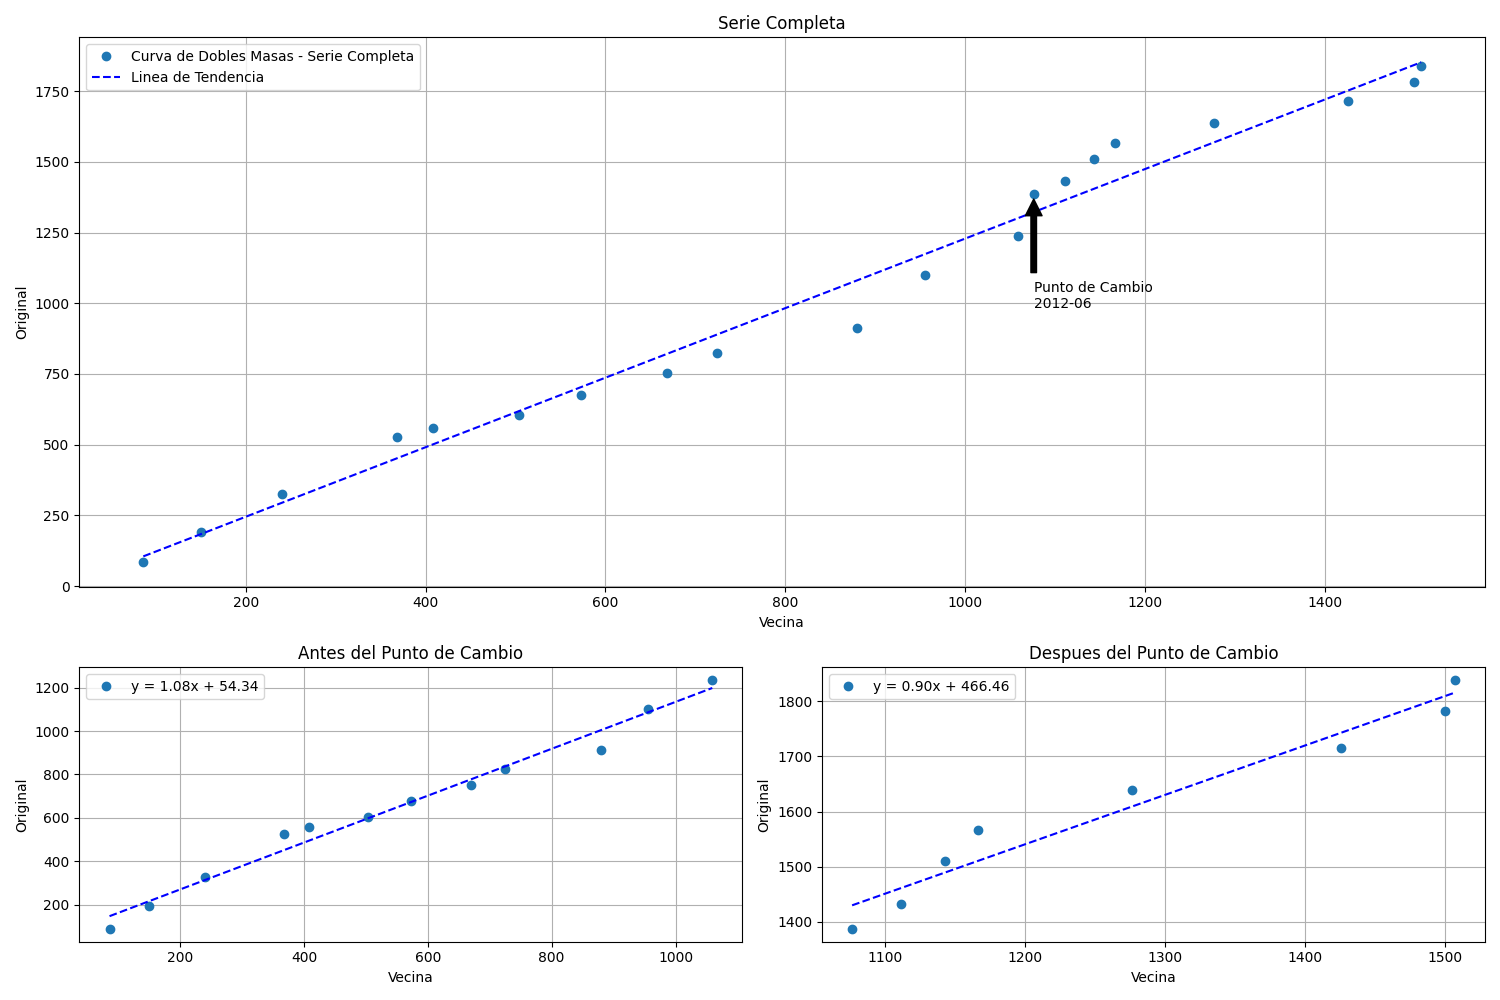 Serie Completa
Curva de Dobles Masas - Serie Completa
Linea de Tendencia
1750
1500
1250
1000
750
500
250
0
Original
Punto de Cambio
2012-06
200 400 600 800 1000 1200 1400
Vecina
Antes del Punto de Cambio
y = 1.08x + 54.34
1200
1000
800
600
400
200
Original
200 400 600 800 1000
Vecina
Despues del Punto de Cambio
y = 0.90x + 466.46
1800
1700
1600
1500
1400
Original
1100 1200 1300 1400 1500
Vecina